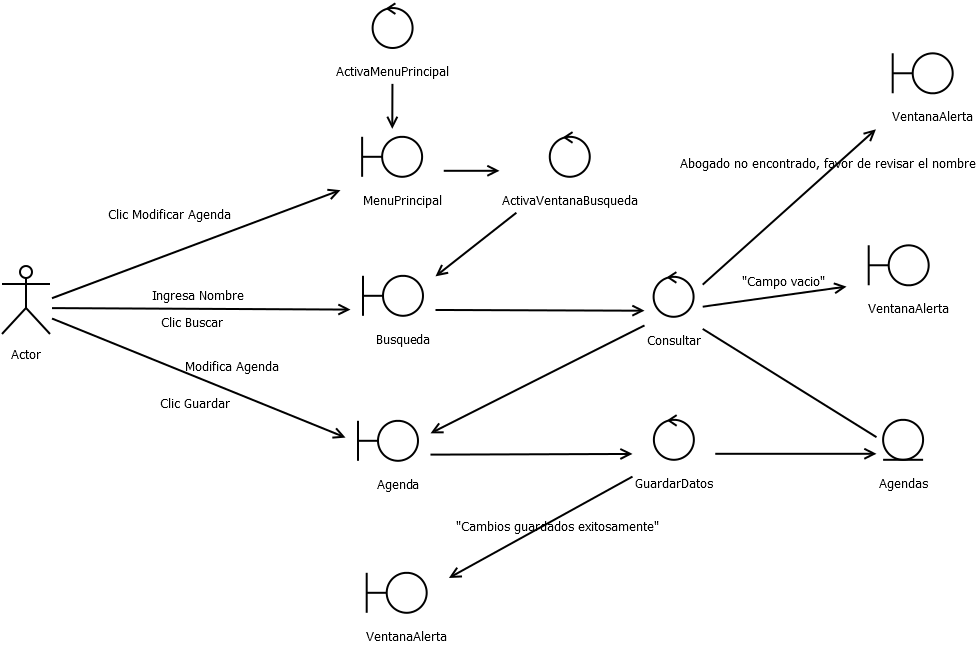 ActivaMenuPrincipal
VentanaAlerta
Abogado no encontrado, favor de revisar el nombre
MenuPrincipal
ActivaVentanaBusqueda
Clic Modificar Agenda
"Campo vacio"
Ingresa Nombre
VentanaAlerta
Clic Buscar
Busqueda
Consultar
Actor
Modifica Agenda
Clic Guardar
Agenda
GuardarDatos
Agendas
"Cambios guardados exitosamente"
VentanaAlerta